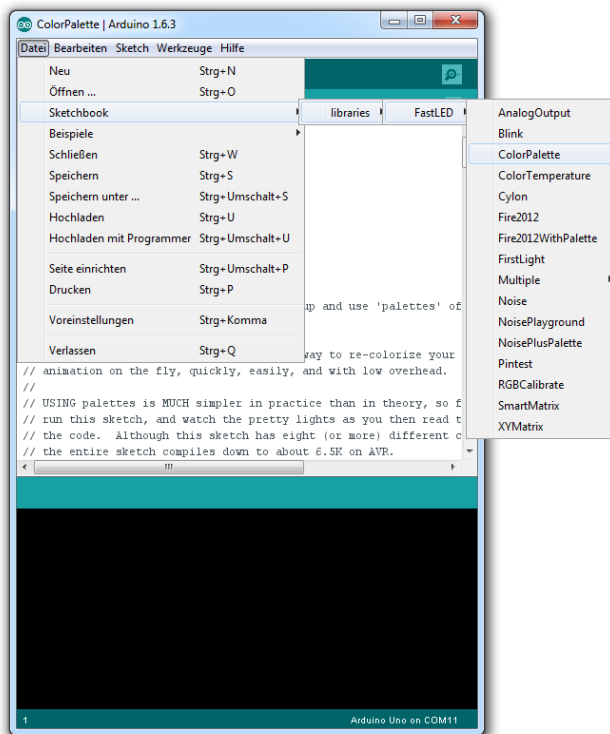 ColorPalette | Arduino 1.6.3
Datei Bearbeiten Sketch Werkzeuge Hilfe
Neu Strg+N
Öffnen ... Strg+O
Sketchbook
Beispiele
Schließen Strg+W
Speichern Strg+S
Speichern unter ... Strg+Umschalt+S
Hochladen Strg+U
Hochladen mit Programmer Strg+Umschalt+U
Seite einrichten Strg+Umschalt+P
Drucken Strg+P
Voreinstellungen Strg+Komma
Verlassen Strg+Q
libraries
FastLED
AnalogOutput
Blink
ColorPalette
ColorTemperature
Cylon
Fire2012
Fire2012WithPalette
FirstLight
Multiple
Noise
NoisePlayground
NoisePlusPalette
Pintest
RGBCalibrate
SmartMatrix
XYMatrix
up and use 'palettes' of
way to re-colorize your
// animation on the fly, quickly, easily, and with low overhead.
//
// USING palettes is MUCH simpler in practice than in theory, so f
// run this sketch, and watch the pretty lights as you then read t
// the code. Although this sketch has eight (or more) different c
// the entire sketch compiles down to about 6.5K on AVR.
1 Arduino Uno on COM11